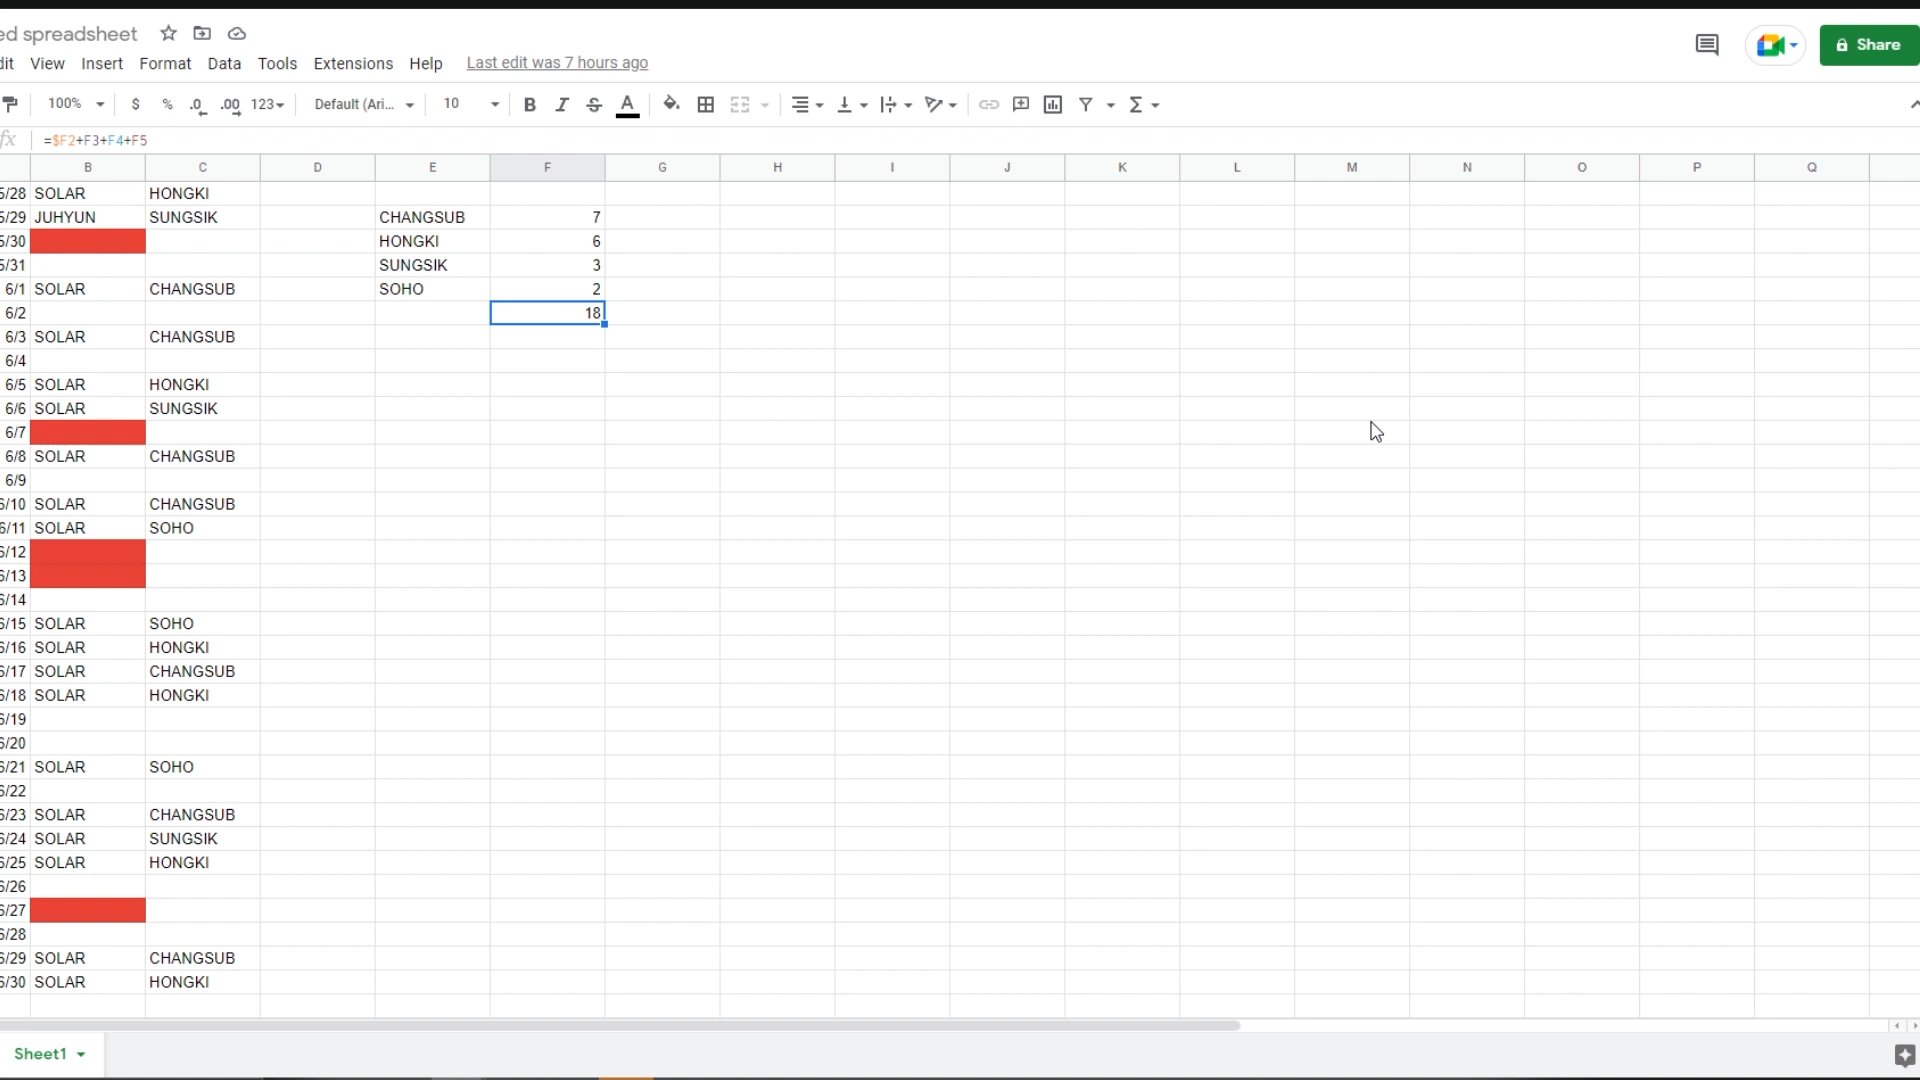 ed spreadsheet
dit View Insert Format Data Tools Extensions Help Last edit was 7 hours ago
Share
100% $ % .0 .00 123 Default (Ari... 10 B I S A Σ
fx =$F2+F3+F4+F5
B C D E F G H I J K L M N O P Q
5/28 SOLAR HONGKI
5/29 JUHYUN SUNGSIK CHANGSUB 7
5/30 HONGKI 6
5/31 SUNGSIK 3
6/1 SOLAR CHANGSUB SOHO 2
6/2 18
6/3 SOLAR CHANGSUB
6/4
6/5 SOLAR HONGKI
6/6 SOLAR SUNGSIK
6/7
6/8 SOLAR CHANGSUB
6/9
6/10 SOLAR CHANGSUB
6/11 SOLAR SOHO
6/12
6/13
6/14
6/15 SOLAR SOHO
6/16 SOLAR HONGKI
6/17 SOLAR CHANGSUB
6/18 SOLAR HONGKI
6/19
6/20
6/21 SOLAR SOHO
6/22
6/23 SOLAR CHANGSUB
6/24 SOLAR SUNGSIK
6/25 SOLAR HONGKI
6/26
6/27
6/28
6/29 SOLAR CHANGSUB
6/30 SOLAR HONGKI
Sheet1